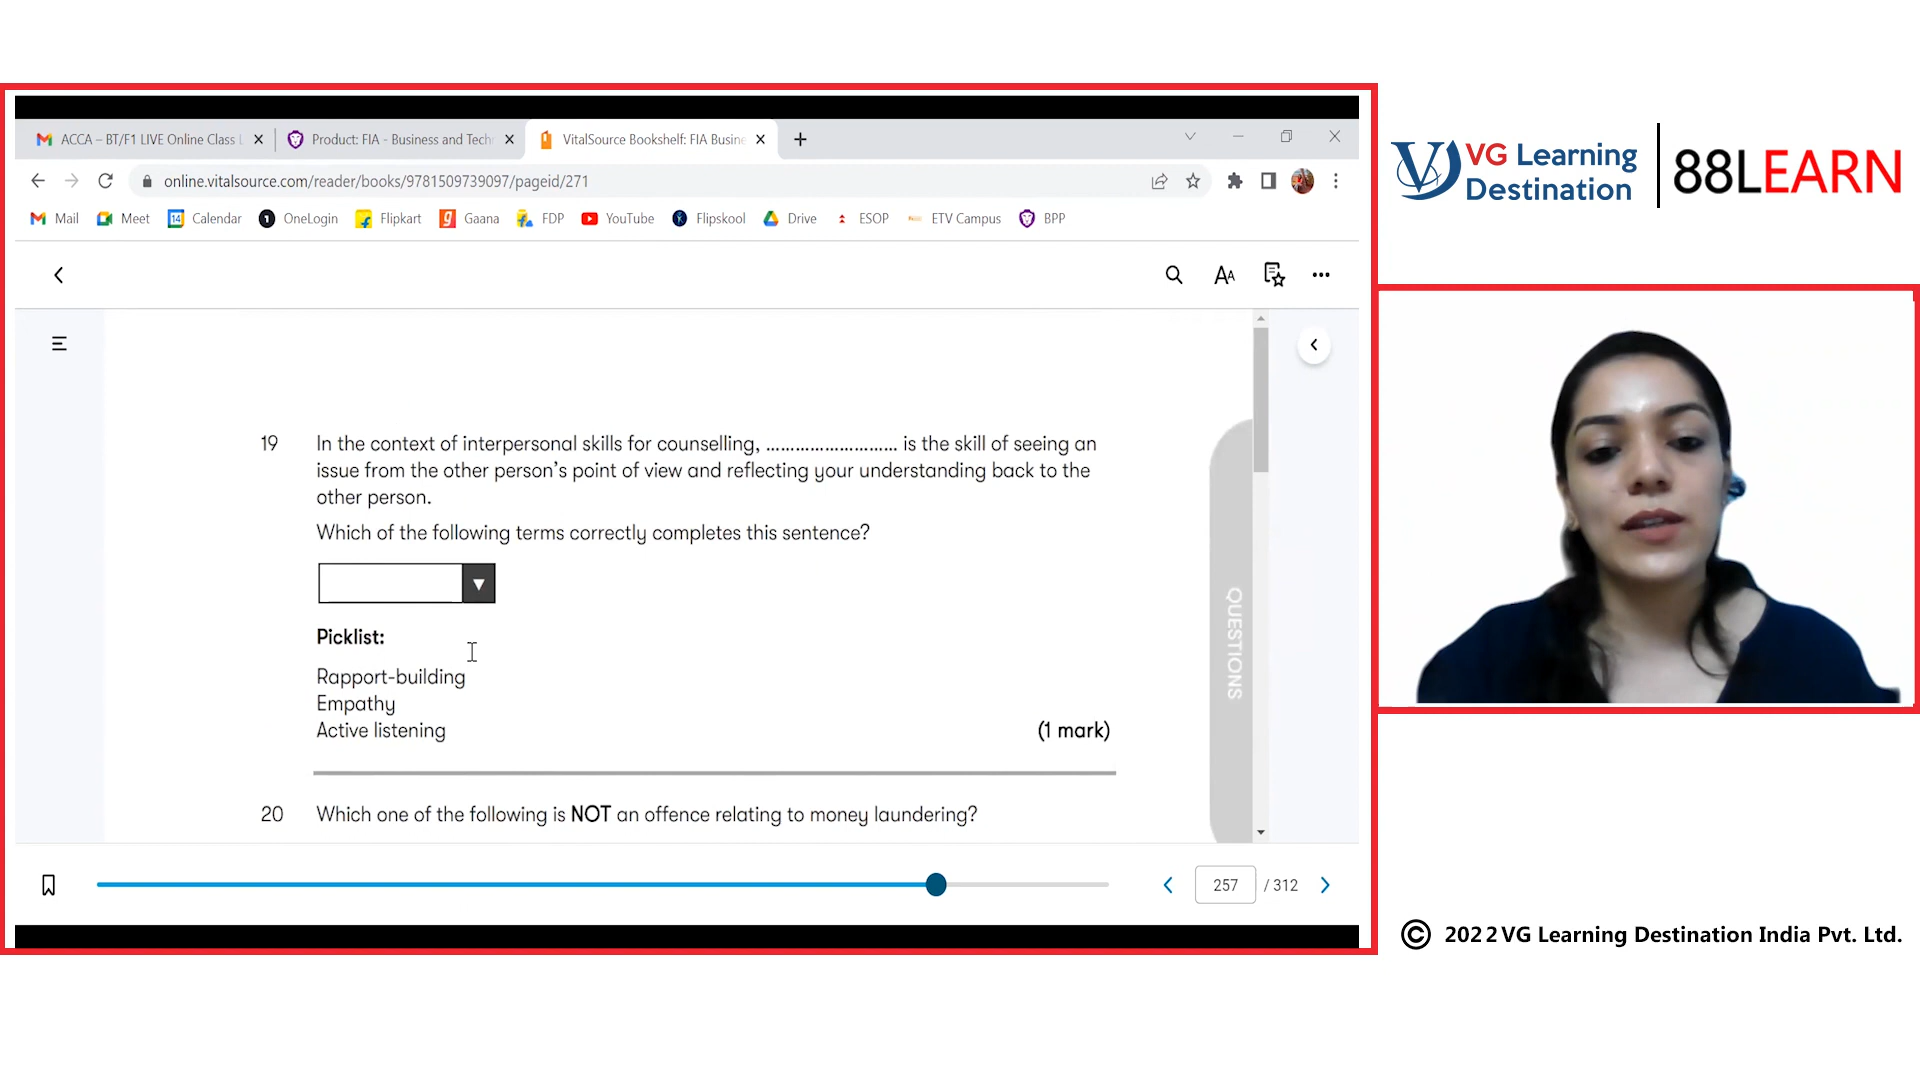 ACCA – BT/F1 LIVE Online Class
Product: FIA - Business and Tech
VitalSource Bookshelf: FIA Busine
online.vitalsource.com/reader/books/9781509739097/pageid/271
Mail
Meet
14
Calendar
1
OneLogin
Flipkart
Gaana
FDP
YouTube
Flipskool
Drive
ESOP
ETV Campus
BPP
VG Learning
Destination
88LEARN
19 In the context of interpersonal skills for counselling, .............................. is the skill of seeing an
issue from the other person's point of view and reflecting your understanding back to the
other person.
Which of the following terms correctly completes this sentence?
Picklist:
Rapport-building
Empathy
Active listening (1 mark)
QUESTIONS
20 Which one of the following is NOT an offence relating to money laundering?
257 / 312
© 2022 VG Learning Destination India Pvt. Ltd.